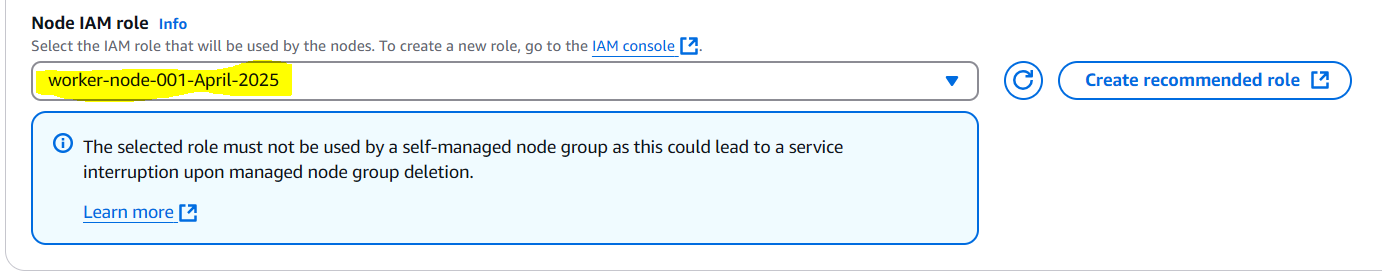 Node IAM role Info
Select the IAM role that will be used by the nodes. To create a new role, go to the IAM console.
worker-node-001-April-2025
Create recommended role
The selected role must not be used by a self-managed node group as this could lead to a service
interruption upon managed node group deletion.
Learn more